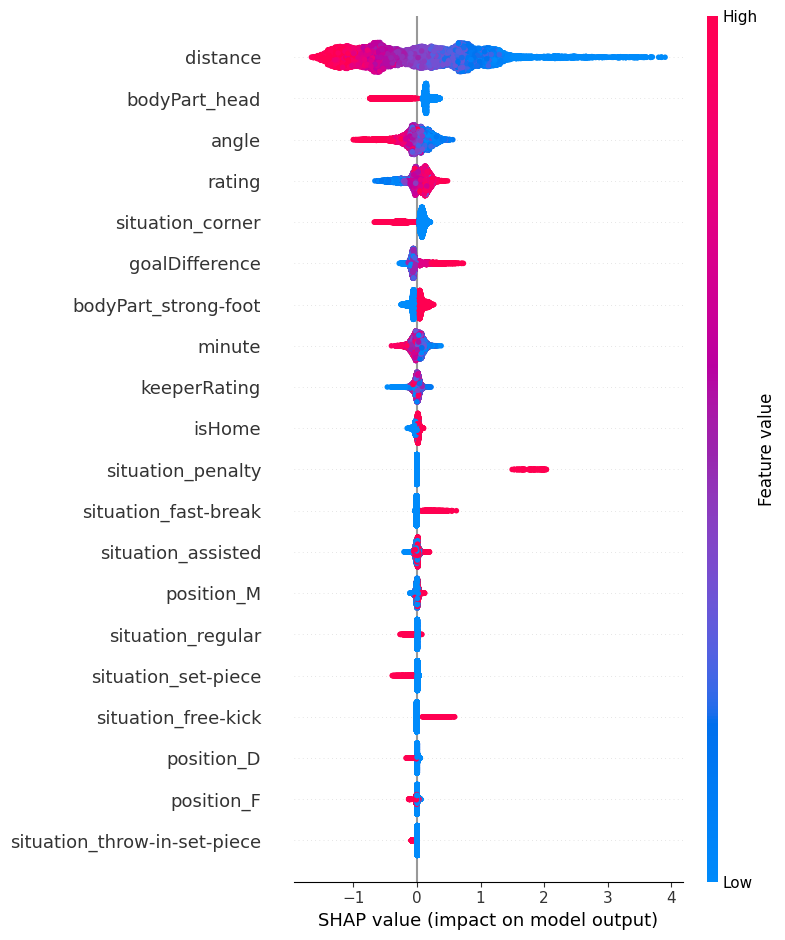 High
distance
bodyPart_head
angle
rating
situation_corner
goalDifference
bodyPart_strong-foot
minute
keeperRating
isHome
situation_penalty
situation_fast-break
situation_assisted
position_M
situation_regular
situation_set-piece
situation_free-kick
position_D
position_F
situation_throw-in-set-piece
Feature value
Low
−1 0 1 2 3 4
SHAP value (impact on model output)